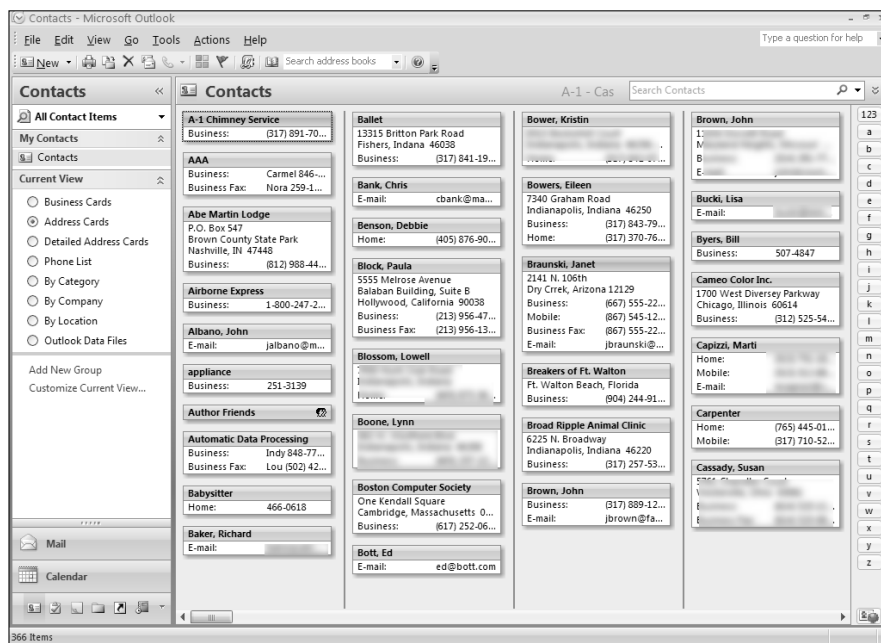 Contacts - Microsoft Outlook
File Edit View Go Tools Actions Help
Type a question for help
New
Search address books
Contacts
All Contact Items
My Contacts
Contacts
Current View
Business Cards
Address Cards
Detailed Address Cards
Phone List
By Category
By Company
By Location
Outlook Data Files
Add New Group
Customize Current View...
Mail
Calendar
366 Items
Contacts
A-1 - Cas
Search Contacts
A-1 Chimney Service
Business: (317) 891-70...
AAA
Business: Carmel 846-...
Business Fax: Nora 259-1...
Abe Martin Lodge
P.O. Box 547
Brown County State Park
Nashville, IN 47448
Business: (812) 988-44...
Airborne Express
Business: 1-800-247-2...
Albano, John
E-mail: jalbano@m...
appliance
Business: 251-3139
Author Friends
Automatic Data Processing
Business: Indy 848-77...
Business Fax: Lou (502) 42...
Babysitter
Home: 466-0618
Baker, Richard
E-mail:
Ballet
13315 Britton Park Road
Fishers, Indiana 46038
Business: (317) 841-19...
Bank, Chris
E-mail: cbank@ma...
Benson, Debbie
Home: (405) 876-90...
Block, Paula
5555 Melrose Avenue
Balaban Building, Suite B
Hollywood, California 90038
Business: (213) 956-47...
Business Fax: (213) 956-13...
Blossom, Lowell
Boone, Lynn
Boston Computer Society
One Kendall Square
Cambridge, Massachusetts 0...
Business: (617) 252-06...
Bott, Ed
E-mail: ed@bott.com
Bower, Kristin
Bowers, Eileen
7340 Graham Road
Indianapolis, Indiana 46250
Business: (317) 843-79...
Home: (317) 370-76...
Braunski, Janet
2141 N. 106th
Dry Crrek, Arizona 12129
Business: (667) 555-22...
Mobile: (867) 545-12...
Business Fax: (867) 555-22...
E-mail: jbraunski@...
Breakers of Ft. Walton
Ft. Walton Beach, Florida
Business: (904) 244-91...
Broad Ripple Animal Clinic
6225 N. Broadway
Indianapolis, Indiana 46220
Business: (317) 257-53...
Brown, John
Business: (317) 889-12...
E-mail: jbrown@fa...
Brown, John
Bucki, Lisa
E-mail:
Byers, Bill
Business: 507-4847
Cameo Color Inc.
1700 West Diversey Parkway
Chicago, Illinois 60614
Business: (312) 525-54...
Capizzi, Marti
Home:
Mobile:
E-mail:
Carpenter
Home: (765) 445-01...
Mobile: (317) 710-52...
Cassady, Susan
123
a
b
c
d
e
f
g
h
i
j
k
l
m
n
o
p
q
r
s
t
u
v
w
x
y
z